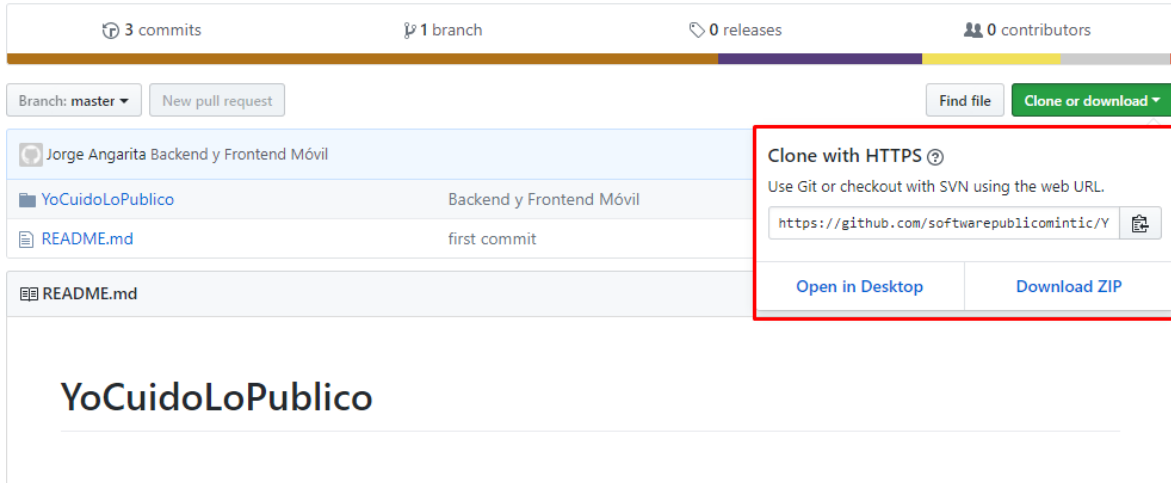 3 commits 1 branch 0 releases 0 contributors
Branch: master New pull request Find file Clone or download
Jorge Angarita Backend y Frontend Móvil
YoCuidoLoPublico Backend y Frontend Móvil
README.md first commit
README.md
Clone with HTTPS
Use Git or checkout with SVN using the web URL.
https://github.com/softwarepublicomintic/Y
Open in Desktop Download ZIP
YoCuidoLoPublico